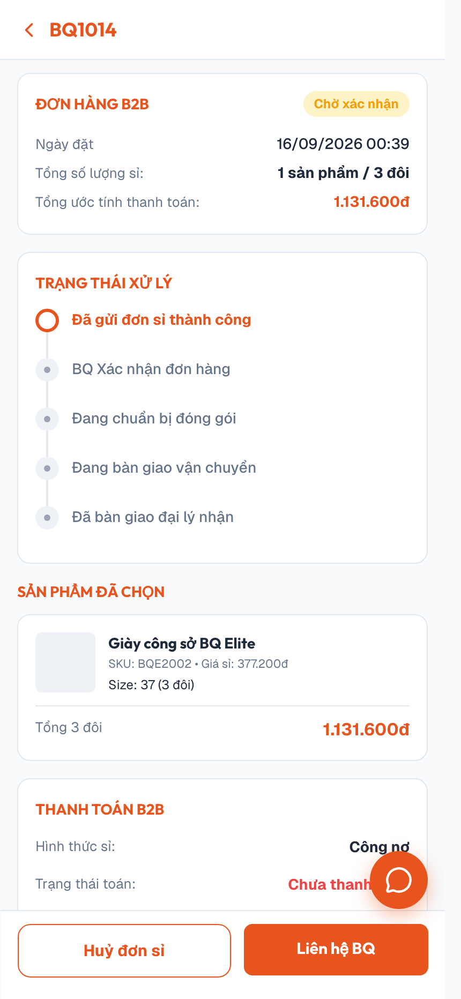 BQ1014
ĐƠN HÀNG B2B
Chờ xác nhận
Ngày đặt
16/09/2026 00:39
Tổng số lượng sỉ:
1 sản phẩm / 3 đôi
Tổng ước tính thanh toán:
1.131.600đ
TRẠNG THÁI XỬ LÝ
Đã gửi đơn sỉ thành công
BQ Xác nhận đơn hàng
Đang chuẩn bị đóng gói
Đang bàn giao vận chuyển
Đã bàn giao đại lý nhận
SẢN PHẨM ĐÃ CHỌN
Giày công sở BQ Elite
SKU: BQE2002 • Giá sỉ: 377.200đ
Size: 37 (3 đôi)
Tổng 3 đôi
1.131.600đ
THANH TOÁN B2B
Hình thức sỉ:
Công nợ
Trạng thái toán:
Chưa thanh
Huỷ đơn sỉ
Liên hệ BQ